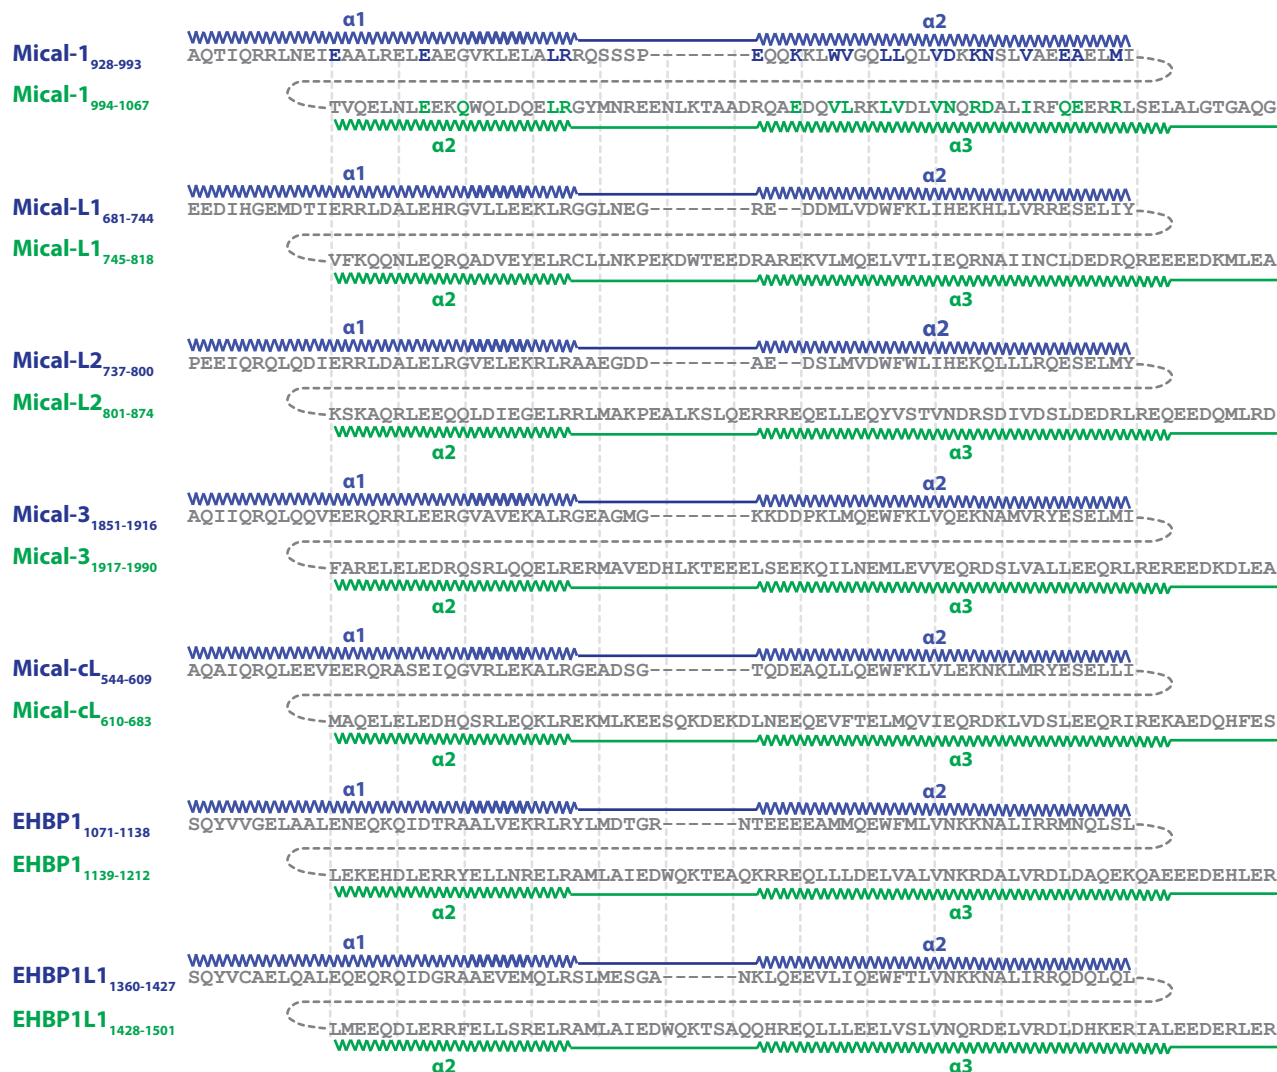 α1 α2
Mical-1928-993 AQTIQRRLNEIEAALRELEAEGVKLELALRRQSSSP--------EQQKKLWVGQLLQLVDKKNSLVAEEAELMI
Mical-1994-1067 TVQELNLEEKQWQLDQELRGYMNREENLKTAADRQAEDQVLRKLVDLVNQRDALIRFQEERRLSELALGTGAQG
α2 α3
α1 α2
Mical-L1681-744 EEDIHGEMDTIERRLDALEHRGVLLEEKLRGGLNEG--------RE--DDMLVDWFKLIHEKHLLVRRESELIY
Mical-L1745-818 VFKQQNLEQRQADVEYELRCLLNKPEKDWTEEDRAREKVLMQELVTLIEQRNAIINCLDEDRQREEEEDKMLEA
α2 α3
α1 α2
Mical-L2737-800 PEEIQRQLQDIERRLDALELRGVELEKRLRAAEGDD--------AE--DSLMVDWFWLIHEKQLLLRQESELMY
Mical-L2801-874 KSKAQRLEEQQLDIEGELRRLMAKPEALKSLQERRREQELLEQYVSTVNDRSDIVDSLDEDRLREQEEDQMLRD
α2 α3
α1 α2
Mical-31851-1916 AQIIQRQLQQVEERQRRLEERGVAVEKALRGEAGMG--------KKDDPKLMQEWFKLVQEKNAMVRYESELMI
Mical-31917-1990 FARELELEDRQSRLQQELRERMAVEDHLKTEEELSEEKQILNEMLEVVEQRDSLVALLEEQRLREREEDKDLEA
α2 α3
α1 α2
Mical-cL544-609 AQAIQRQLEEVEERQRASEIQGVRLEKALRGEADSG--------TQDEAQLLQEWFKLVLEKNKLMRYESELLI
Mical-cL610-683 MAQELELEDHQSRLEQKLREKMLKEESQKDEKDLNEEQEVFTELMQVIEQRDKLVDSLEEQRIREKAEDQHFES
α2 α3
α1 α2
EHBP11071-1138 SQYVVGELAALENEQKQIDTRAALVEKRLRYLMDTGR------NTEEEEAMMQEWFMLVNKKNALIRRMNQLSL
EHBP11139-1212 LEKEHDLERRYELLNRELRAMLAIEDWQKTEAQKRREQLLLDELVALVNKRDALVRDLDAQEKQAEEEDEHLER
α2 α3
α1 α2
EHBP1L11360-1427 SQYVCAELQALEQEQRQIDGRAAEVEMQLRSLMESGA------NKLQEEVLIQEWFTLVNKKNALIRRQDQLQL
EHBP1L11428-1501 LMEEQDLERRFELLSRELRAMLAIEDWQKTSAQQHREQLLLEELVSLVNQRDELVRDLDHKERIALEEDERLER
α2 α3